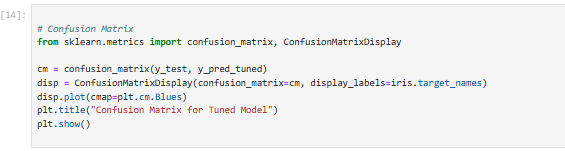 [14]:
# Confusion Matrix
from sklearn.metrics import confusion_matrix, ConfusionMatrixDisplay
cm = confusion_matrix(y_test, y_pred_tuned)
disp = ConfusionMatrixDisplay(confusion_matrix=cm, display_labels=iris.target_names)
disp.plot(cmap=plt.cm.Blues)
plt.title("Confusion Matrix for Tuned Model")
plt.show()